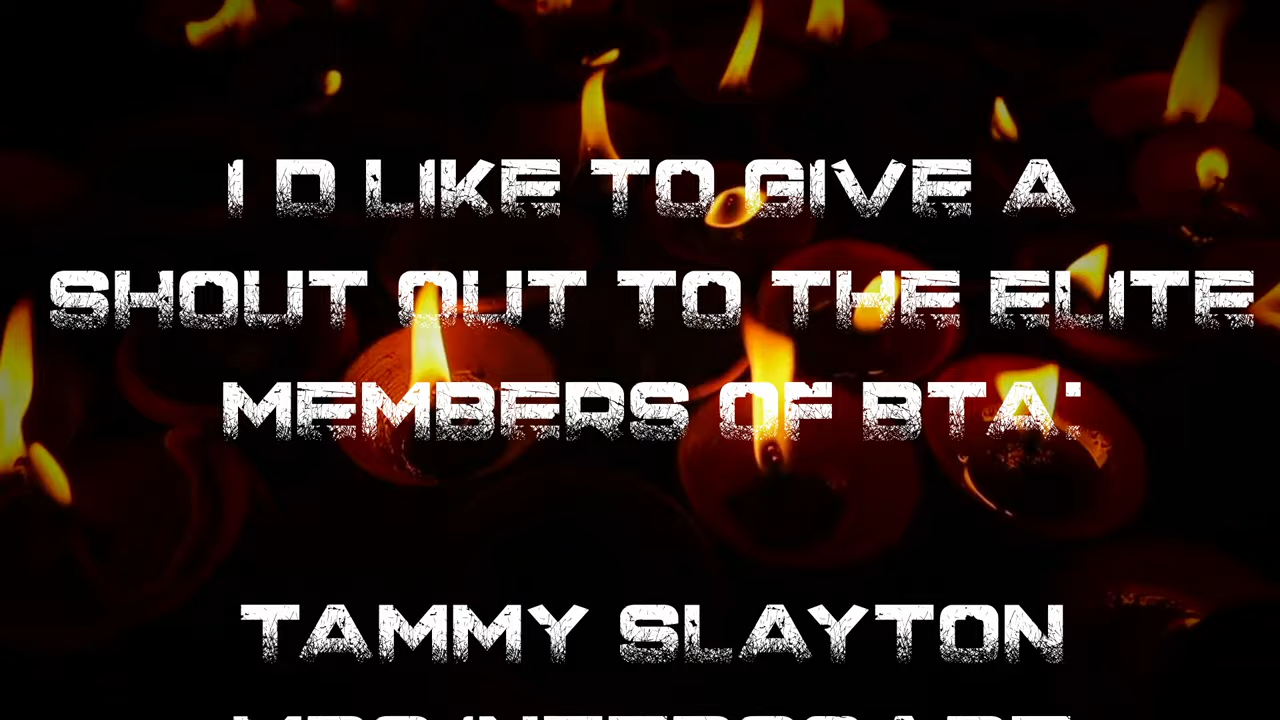 I D LIKE TO GIVE A
SHOUT OUT TO THE ELITE
MEMBERS OF BTA:
TAMMY SLAYTON